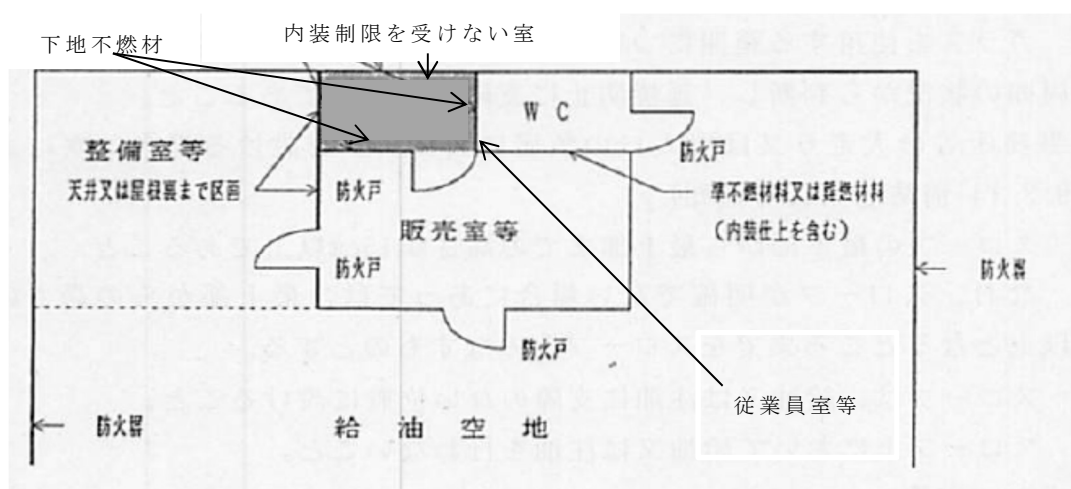 内装制限を受けない室
下地不燃材
WC
整備室等
防火戸
天井又は屋根裏まで区画
防火戸
準不燃材料又は難燃材料
（内装仕上を含む）
販売室等
防火戸
防火塀
防火戸
従業員室等
防火塀
給油空地